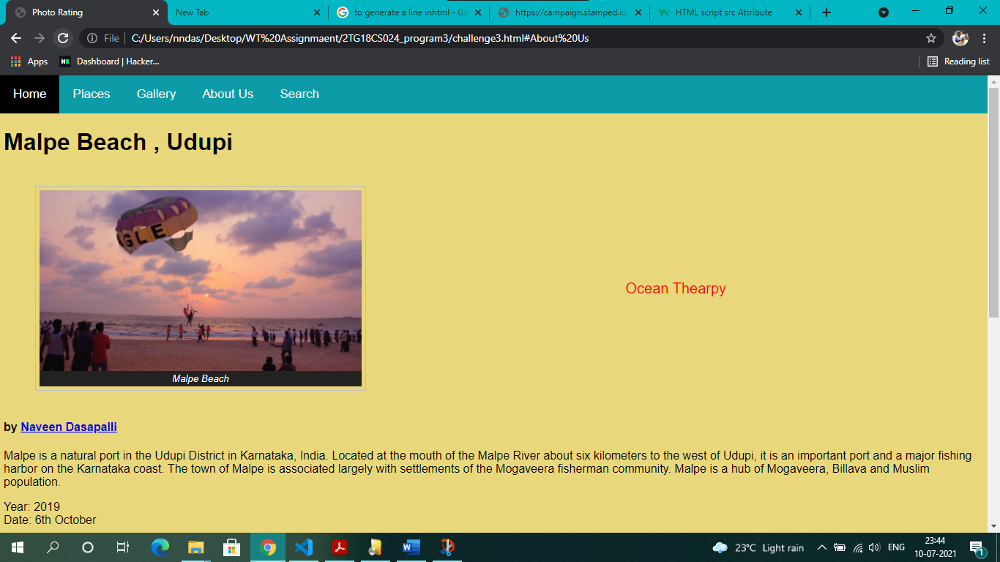 Photo Rating
New Tab
to generate a line inhtml - Go
https://campaign.stamped.io
HTML script src Attribute
File
C:/Users/nndas/Desktop/WT%20Assignmaent/2TG18CS024_program3/challenge3.html#About%20Us
Apps
Dashboard | Hacker...
Reading list
Home
Places
Gallery
About Us
Search
Malpe Beach , Udupi
AGLE
Malpe Beach
Ocean Thearpy
by Naveen Dasapalli
Malpe is a natural port in the Udupi District in Karnataka, India. Located at the mouth of the Malpe River about six kilometers to the west of Udupi, it is an important port and a major fishing
harbor on the Karnataka coast. The town of Malpe is associated largely with settlements of the Mogaveera fisherman community. Malpe is a hub of Mogaveera, Billava and Muslim
population.
Year: 2019
Date: 6th October
23°C Light rain
ENG
23:44
10-07-2021
1